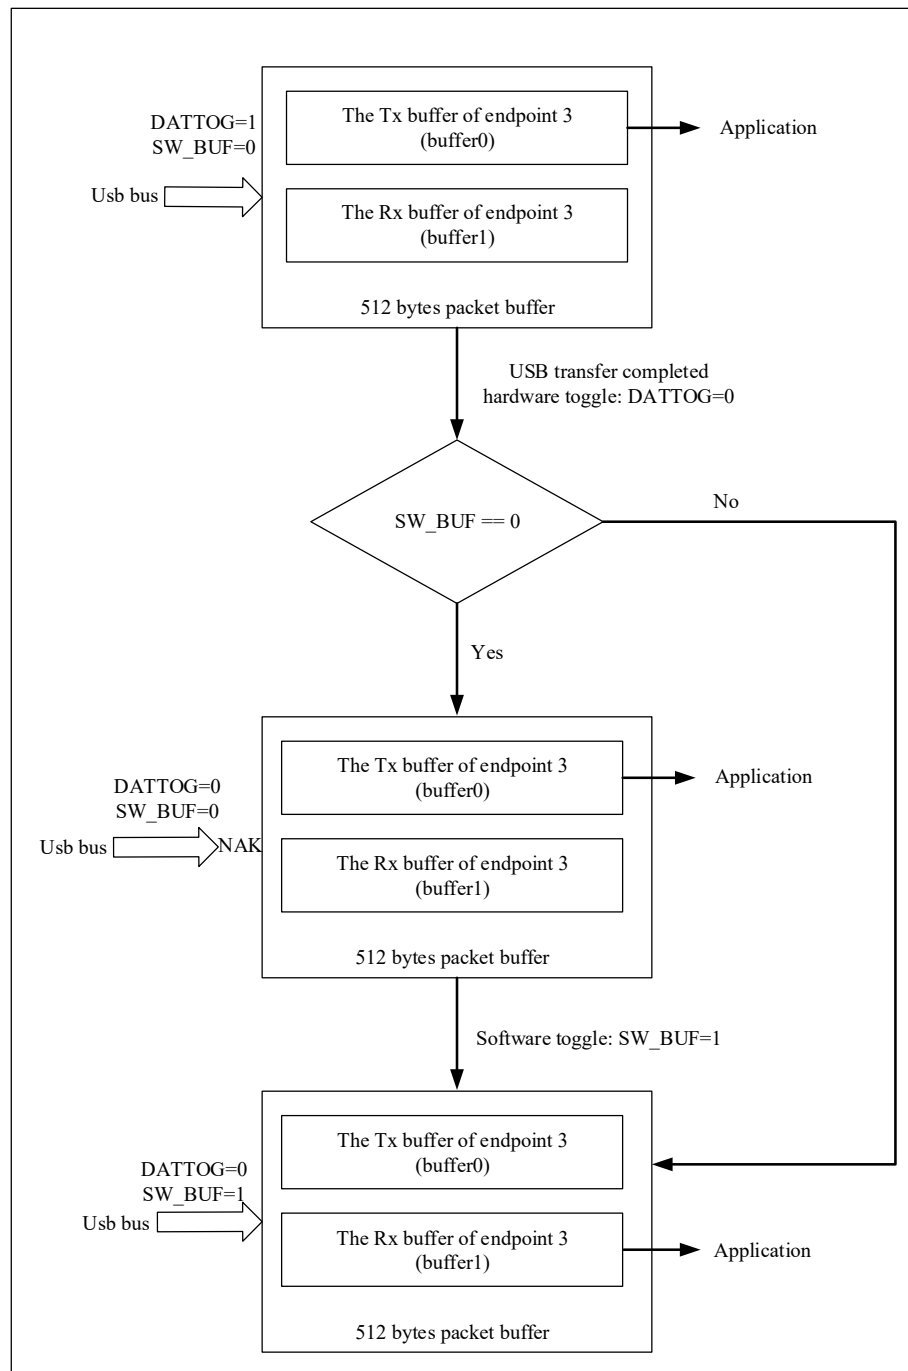 DATTOG=1
SW_BUF=0
Usb bus
The Tx buffer of endpoint 3
(buffer0)
Application
The Rx buffer of endpoint 3
(buffer1)
512 bytes packet buffer
USB transfer completed
hardware toggle: DATTOG=0
SW_BUF == 0
No
Yes
DATTOG=0
SW_BUF=0
Usb bus
NAK
The Tx buffer of endpoint 3
(buffer0)
Application
The Rx buffer of endpoint 3
(buffer1)
512 bytes packet buffer
Software toggle: SW_BUF=1
DATTOG=0
SW_BUF=1
Usb bus
The Tx buffer of endpoint 3
(buffer0)
The Rx buffer of endpoint 3
(buffer1)
Application
512 bytes packet buffer